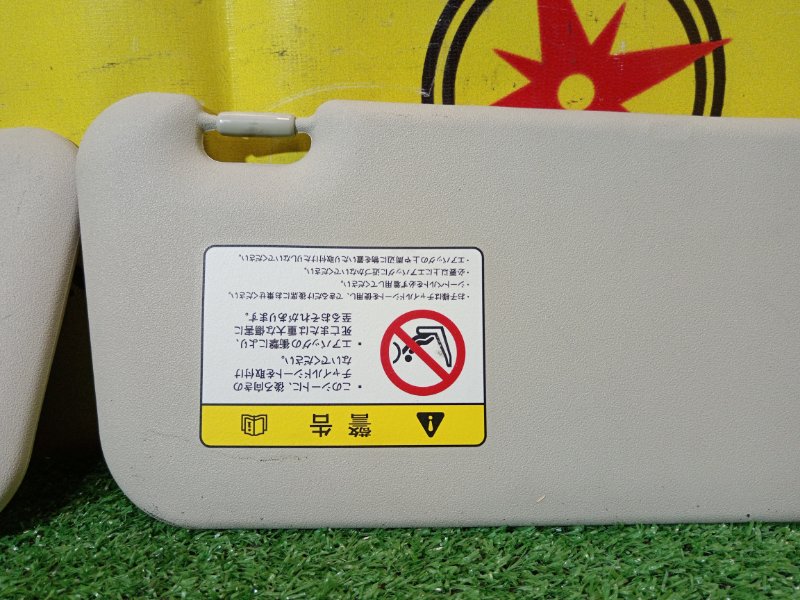 警告
・このシートに、後ろ向きの
チャイルドシートを取付け
ないでください。
・エアバッグの衝撃により、
死亡または重大な傷害に
至るおそれがあります。
・お子様はチャイルドシートを使用し、できるだけ後席にお乗せください。
・シートベルトを必ず着用してください。
・必要以上にエアバッグに近づかないでください。
・エアバッグの上や周辺に物を置いたり取付けたりしないでください。